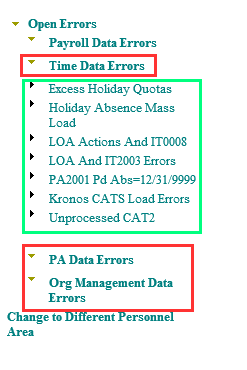 Open Errors
Payroll Data Errors
Time Data Errors
Excess Holiday Quotas
Holiday Absence Mass
Load
LOA Actions And IT0008
LOA And IT2003 Errors
PA2001 Pd Abs=12/31/9999
Kronos CATS Load Errors
Unprocessed CAT2
PA Data Errors
Org Management Data
Errors
Change to Different Personnel
Area